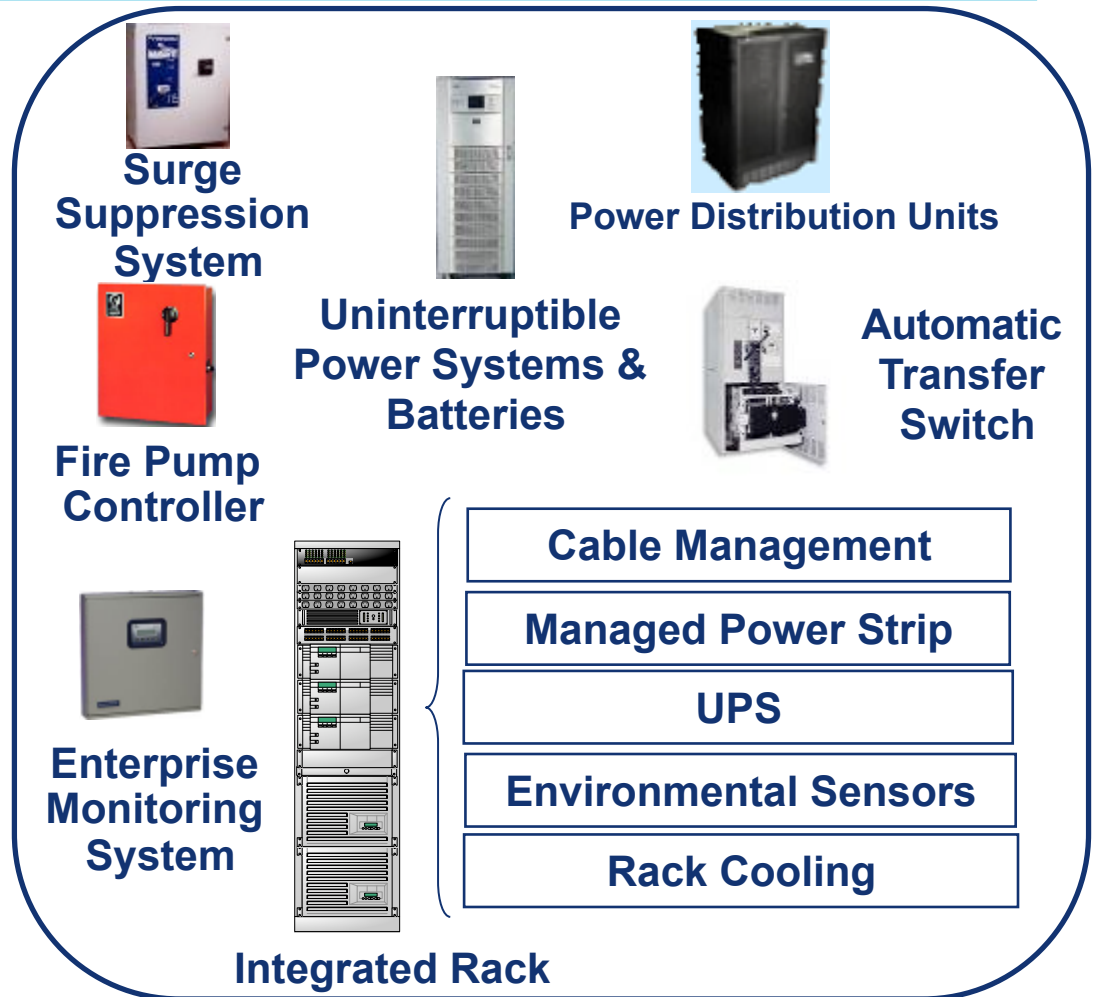 Surge
Suppression
System
Power Distribution Units
Uninterruptible
Power Systems &
Batteries
Automatic
Transfer
Switch
Fire Pump
Controller
Cable Management
Managed Power Strip
UPS
Environmental Sensors
Rack Cooling
Enterprise
Monitoring
System
Integrated Rack